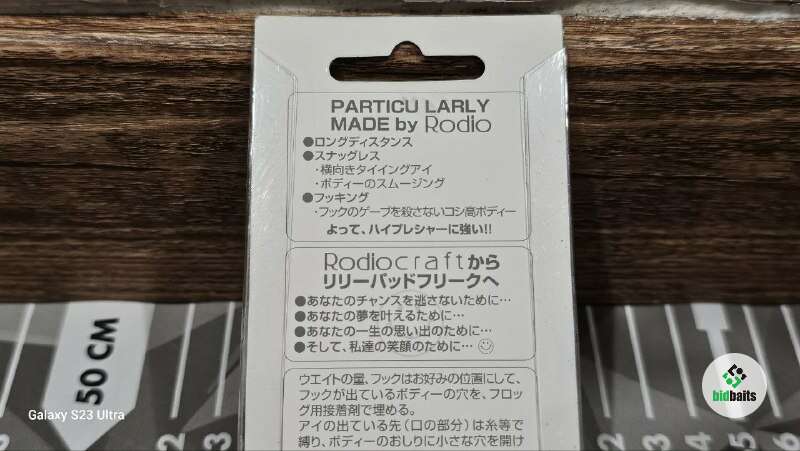 PARTICU LARLY
MADE by Rodio
●ロングディスタンス
●スナッグレス
・横向きタイイングアイ
・ボディーのスムージング
●フッキング
・フックのゲープを殺さないコシ高ボディー
よって、ハイプレシャーに強い!!
Rodiocraftから
リリーパッドフリークへ
●あなたのチャンスを逃さないために…
●あなたの夢を叶えるために…
●あなたの一生の思い出のために…
●そして、私達の笑顔のために…
ウエイトの量、フックはお好みの位置にして、
フックが出ているボディーの穴を、フロッ
グ用接着剤で埋める。
アイの出ている先(口の部分)は糸等で
縛り、ボディーのおしりに小さな穴を開け
50 CM
2
3
2
3
4
5
6
Galaxy S23 Ultra
bidbaits